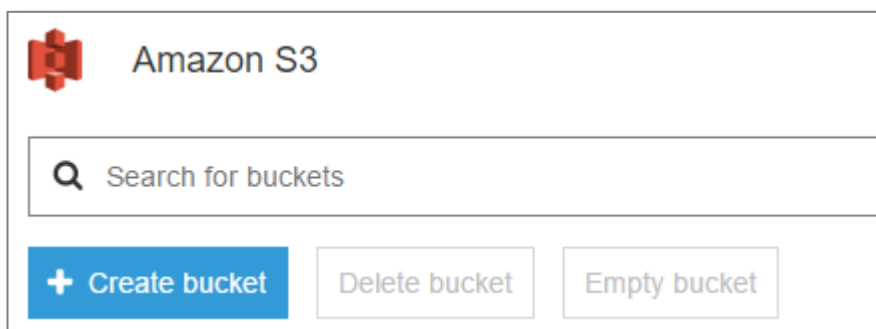 Amazon S3
Search for buckets
Create bucket Delete bucket Empty bucket